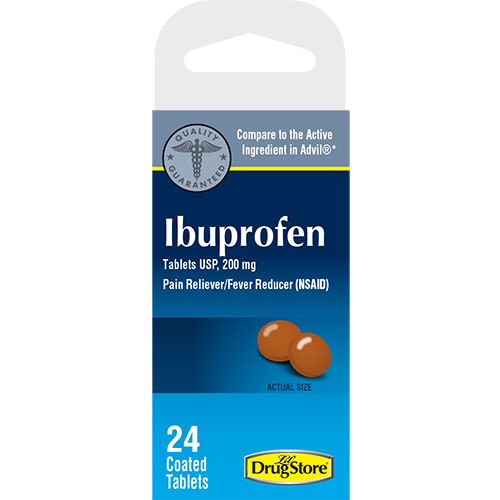 QUALITY
GUARANTEED
Compare to the Active
Ingredient in Advil®*
Ibuprofen
Tablets USP, 200 mg
Pain Reliever/Fever Reducer (NSAID)
ACTUAL SIZE
24
Coated
Tablets
Lil'
DrugStore®